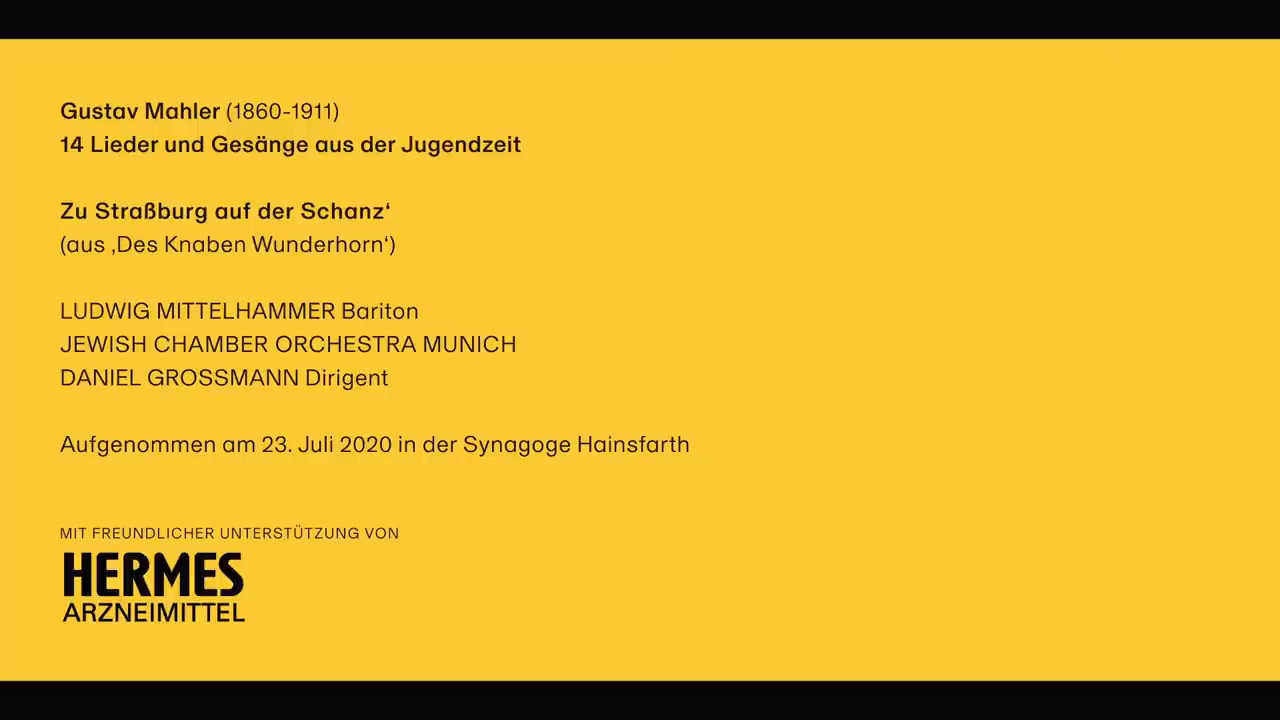 Gustav Mahler (1860-1911)
14 Lieder und Gesänge aus der Jugendzeit
Zu Straßburg auf der Schanz‘
(aus ‚Des Knaben Wunderhorn‘)
LUDWIG MITTELHAMMER Bariton
JEWISH CHAMBER ORCHESTRA MUNICH
DANIEL GROSSMANN Dirigent
Aufgenommen am 23. Juli 2020 in der Synagoge Hainsfarth
MIT FREUNDLICHER UNTERSTÜTZUNG VON
HERMES
ARZNEIMITTEL